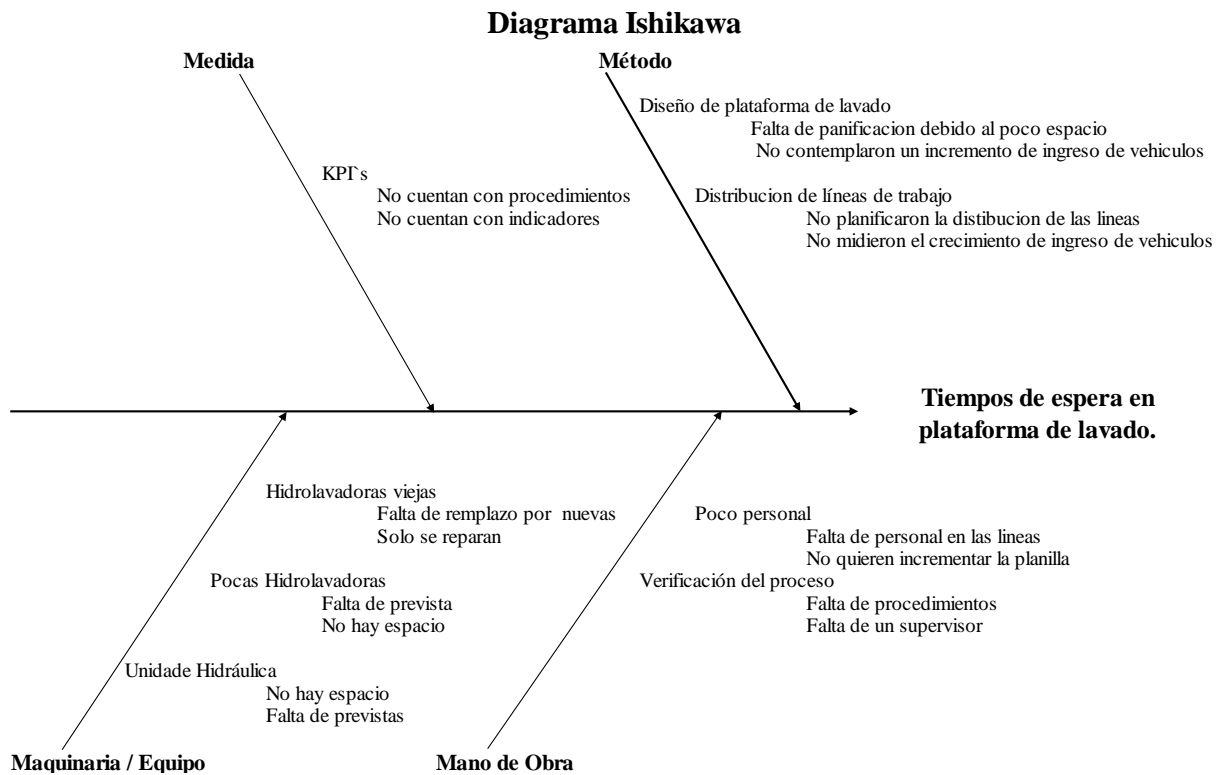 Diagrama Ishikawa
Medida
Método
Diseño de plataforma de lavado
Falta de panificacion debido al poco espacio
No contemplaron un incremento de ingreso de vehiculos
KPI`s
No cuentan con procedimientos
No cuentan con indicadores
Distribucion de líneas de trabajo
No planificaron la distibucion de las lineas
No midieron el crecimiento de ingreso de vehiculos
Tiempos de espera en
plataforma de lavado.
Hidrolavadoras viejas
Falta de remplazo por nuevas
Solo se reparan
Pocas Hidrolavadoras
Falta de prevista
No hay espacio
Unidade Hidráulica
No hay espacio
Falta de previstas
Maquinaria / Equipo
Poco personal
Falta de personal en las lineas
No quieren incrementar la planilla
Verificación del proceso
Falta de procedimientos
Falta de un supervisor
Mano de Obra